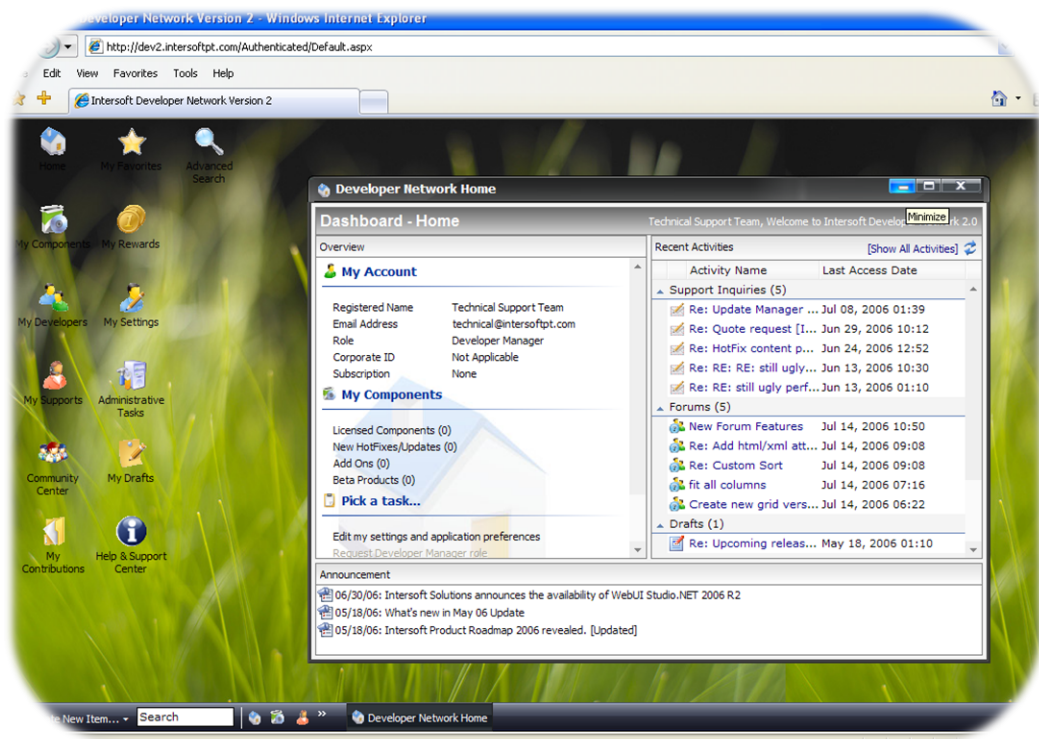 eveloper Network Version 2 - Windows Internet Explorer
http://dev2.intersoftpt.com/Authenticated/Default.aspx
Edit View Favorites Tools Help
Intersoft Developer Network Version 2
Home
My Favorites
Advanced
Search
My Components
My Rewards
My Developers
My Settings
My Supports
Administrative
Tasks
Community
Center
My Drafts
My
Contributions
Help & Support
Center
Developer Network Home
Minimize
Dashboard - Home
Technical Support Team, Welcome to Intersoft Develop rk 2.0
Overview
My Account
Registered Name Technical Support Team
Email Address technical@intersoftpt.com
Role Developer Manager
Corporate ID Not Applicable
Subscription None
My Components
Licensed Components (0)
New HotFixes/Updates (0)
Add Ons (0)
Beta Products (0)
Pick a task...
Edit my settings and application preferences
Request Developer Manager role
Recent Activities [Show All Activities]
Activity Name Last Access Date
Support Inquiries (5)
Re: Update Manager ... Jul 08, 2006 01:39
Re: Quote request [I... Jun 29, 2006 10:12
Re: HotFix content p... Jun 24, 2006 12:52
Re: RE: RE: still ugly... Jun 13, 2006 10:30
Re: RE: still ugly perf... Jun 13, 2006 01:10
Forums (5)
New Forum Features Jul 14, 2006 10:50
Re: Add html/xml att... Jul 14, 2006 09:08
Re: Custom Sort Jul 14, 2006 09:08
fit all columns Jul 14, 2006 07:16
Create new grid vers... Jul 14, 2006 06:22
Drafts (1)
Re: Upcoming releas... May 18, 2006 01:10
Announcement
06/30/06: Intersoft Solutions announces the availability of WebUI Studio.NET 2006 R2
05/18/06: What's new in May 06 Update
05/18/06: Intersoft Product Roadmap 2006 revealed. [Updated]
New Item... Search » Developer Network Home